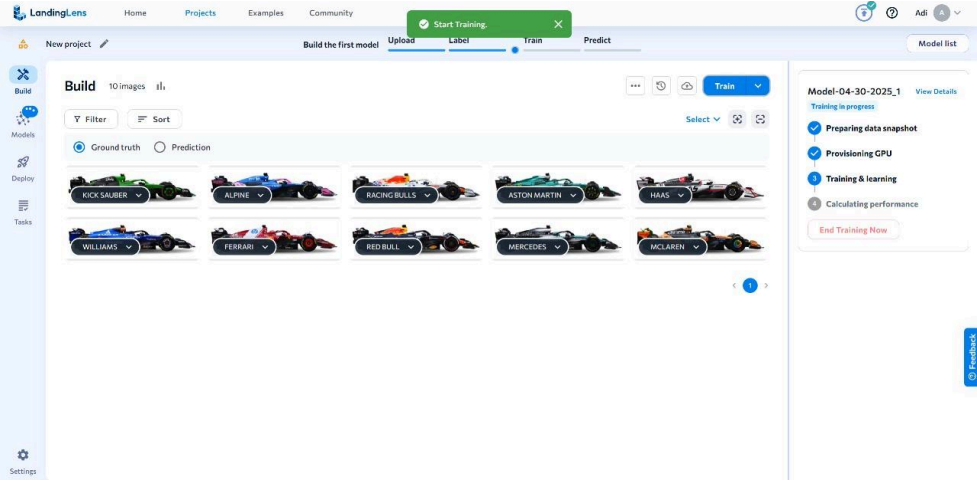 LandingLens
Home
Projects
Examples
Community
Start Training.
Adi
A
New project
Build the first model
Upload
Label
Train
Predict
Model list
Build
Models
Deploy
Tasks
Settings
Build
10 images
Train
Filter
Sort
Select
Ground truth
Prediction
KICK SAUBER
ALPINE
RACING BULLS
ASTON MARTIN
HAAS
WILLIAMS
FERRARI
RED BULL
MERCEDES
MCLAREN
1
Model-04-30-2025_1
View Details
Training in progress
Preparing data snapshot
Provisioning GPU
3 Training & learning
4 Calculating performance
End Training Now
Feedback